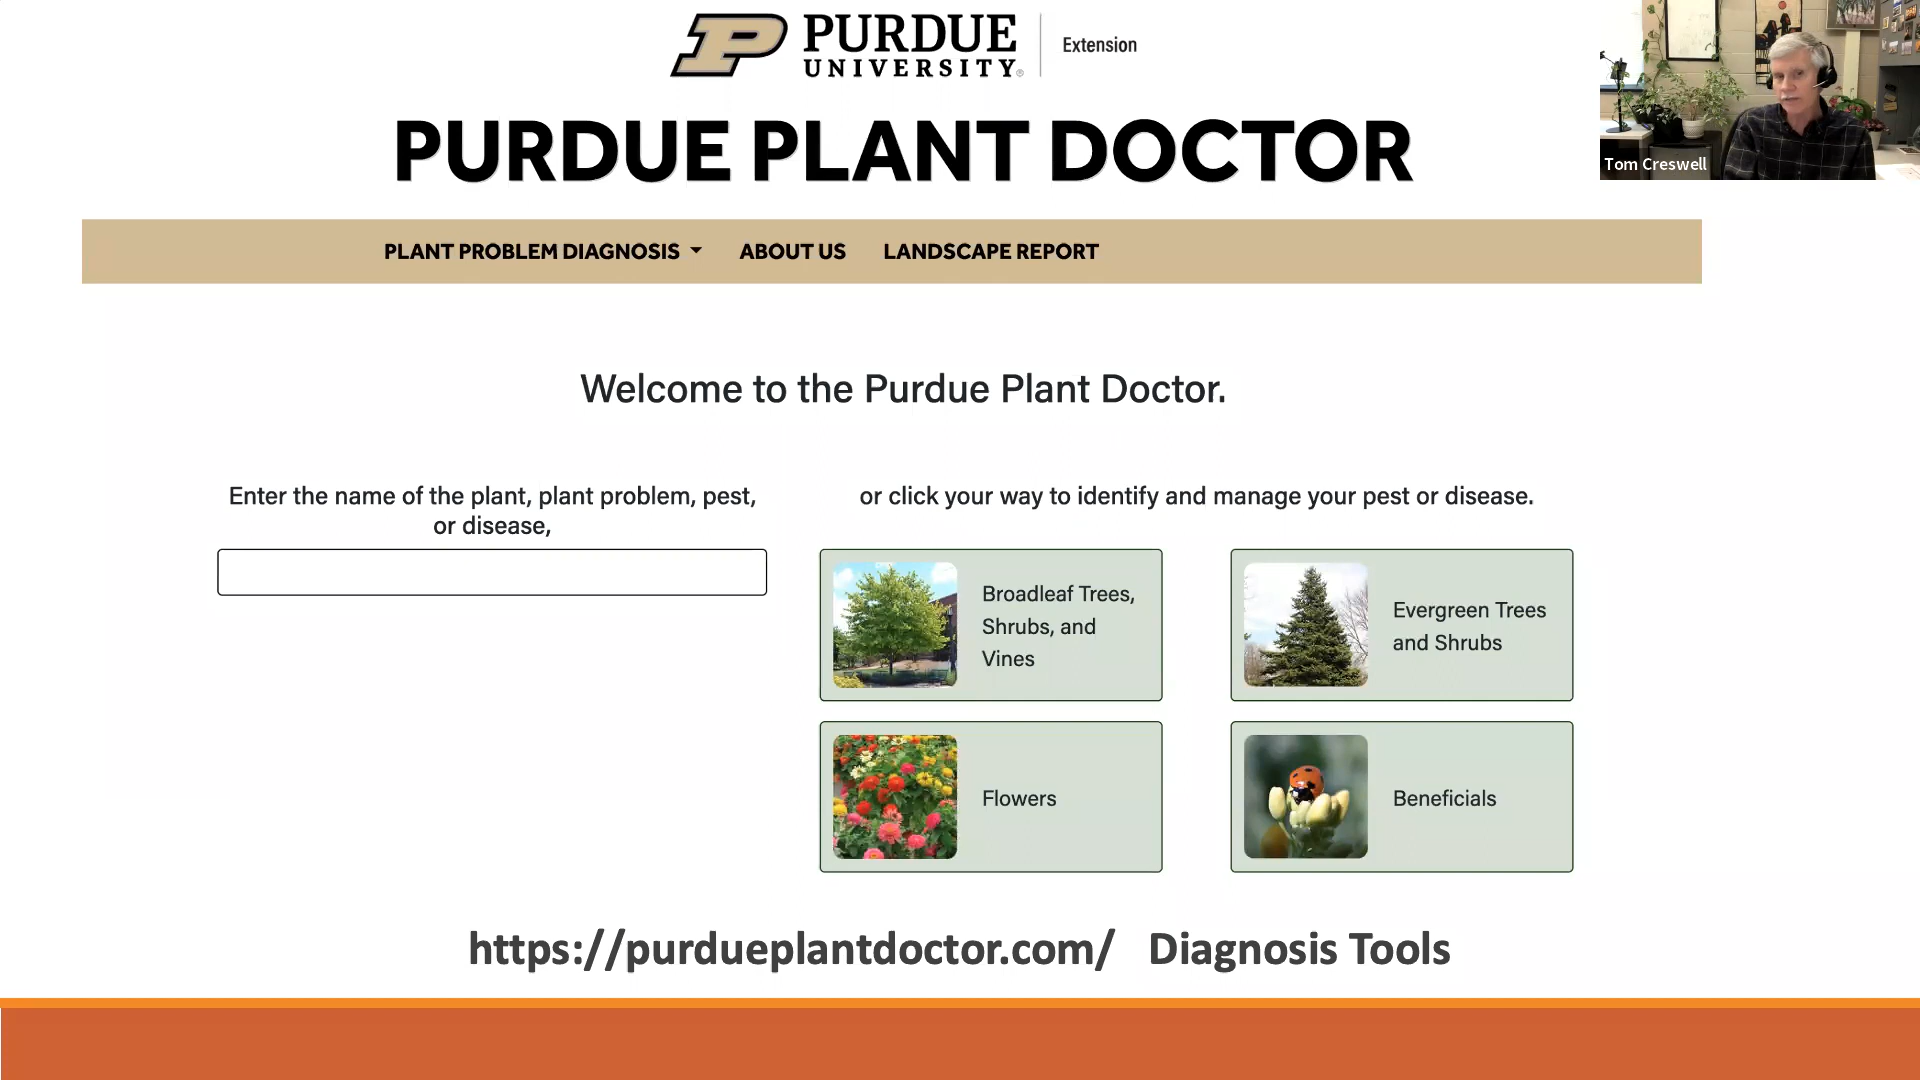 PURDUE
UNIVERSITY®
Extension
Tom Creswell
PURDUE PLANT DOCTOR
PLANT PROBLEM DIAGNOSIS ABOUT US LANDSCAPE REPORT
Welcome to the Purdue Plant Doctor.
Enter the name of the plant, plant problem, pest,
or disease,
or click your way to identify and manage your pest or disease.
Broadleaf Trees,
Shrubs, and
Vines
Evergreen Trees
and Shrubs
Flowers
Beneficials
https://purdueplantdoctor.com/ Diagnosis Tools